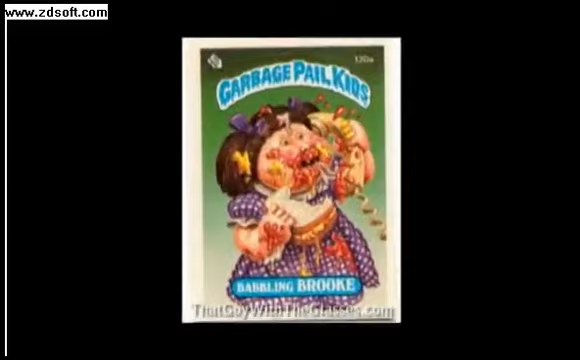 www.zdsoft.com
120a
GARBAGE PAIL KIDS
BABBLING BROOKE
ThatGuyWithTheGlasses.com